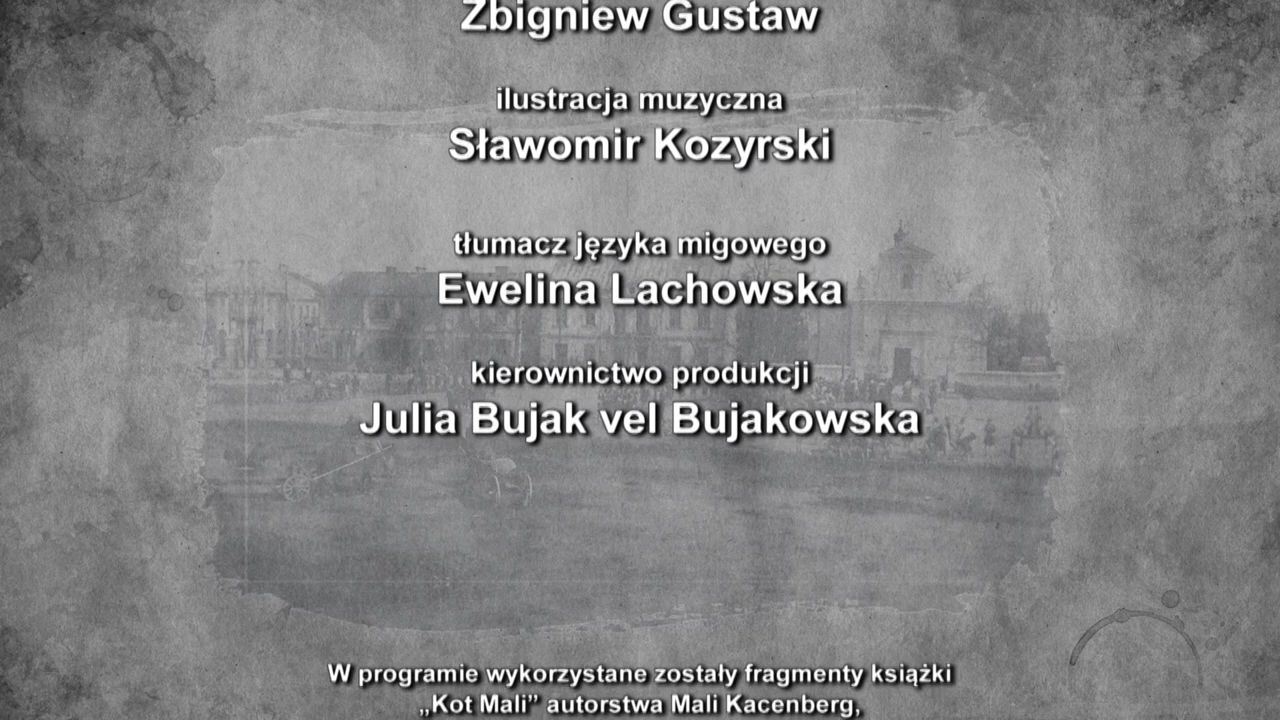 Zbigniew Gustaw
ilustracja muzyczna
Sławomir Kozyrski
tłumacz języka migowego
Ewelina Lachowska
kierownictwo produkcji
Julia Bujak vel Bujakowska
W programie wykorzystane zostały fragmenty książki
„Kot Mali” autorstwa Mali Kacenberg,